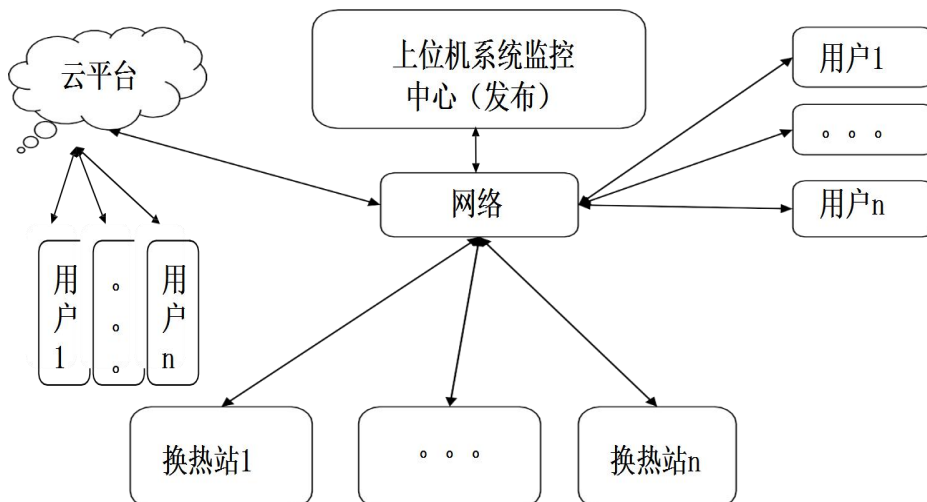 云平台
上位机系统监控
中心（发布）
用户1
。。。
用户n
网络
用户1
。。。
用户n
换热站1
。。。
换热站n